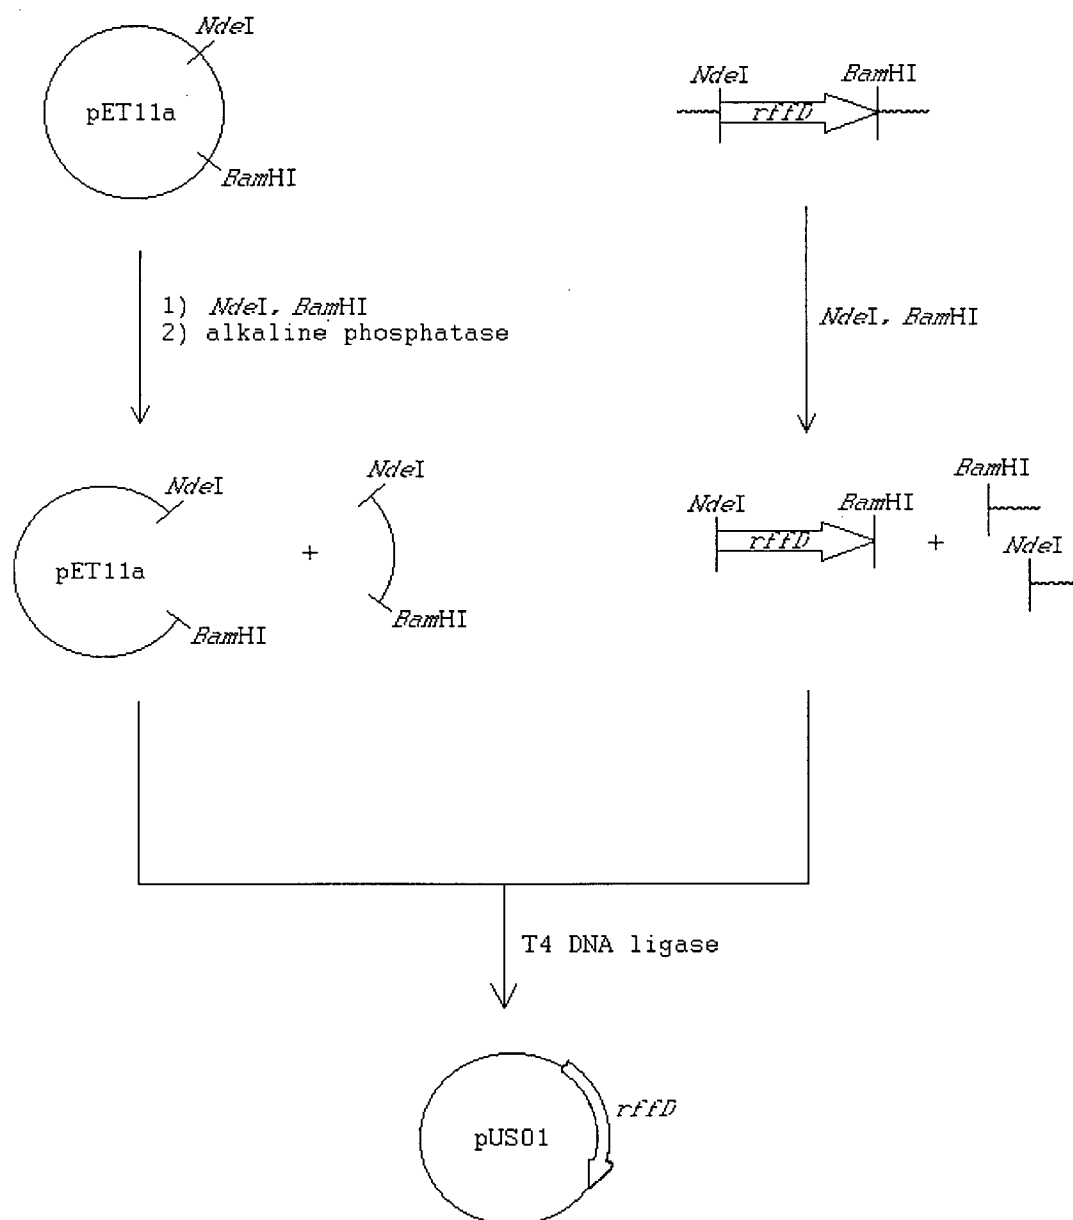 NdeI
pET11a
BamHI
NdeI
BamHI
rffD
1) NdeI, BamHI
2) alkaline phosphatase
NdeI, BamHI
NdeI
pET11a
BamHI
+
NdeI
BamHI
NdeI
BamHI
rffD
+
BamHI
NdeI
T4 DNA ligase
rffD
pUS01